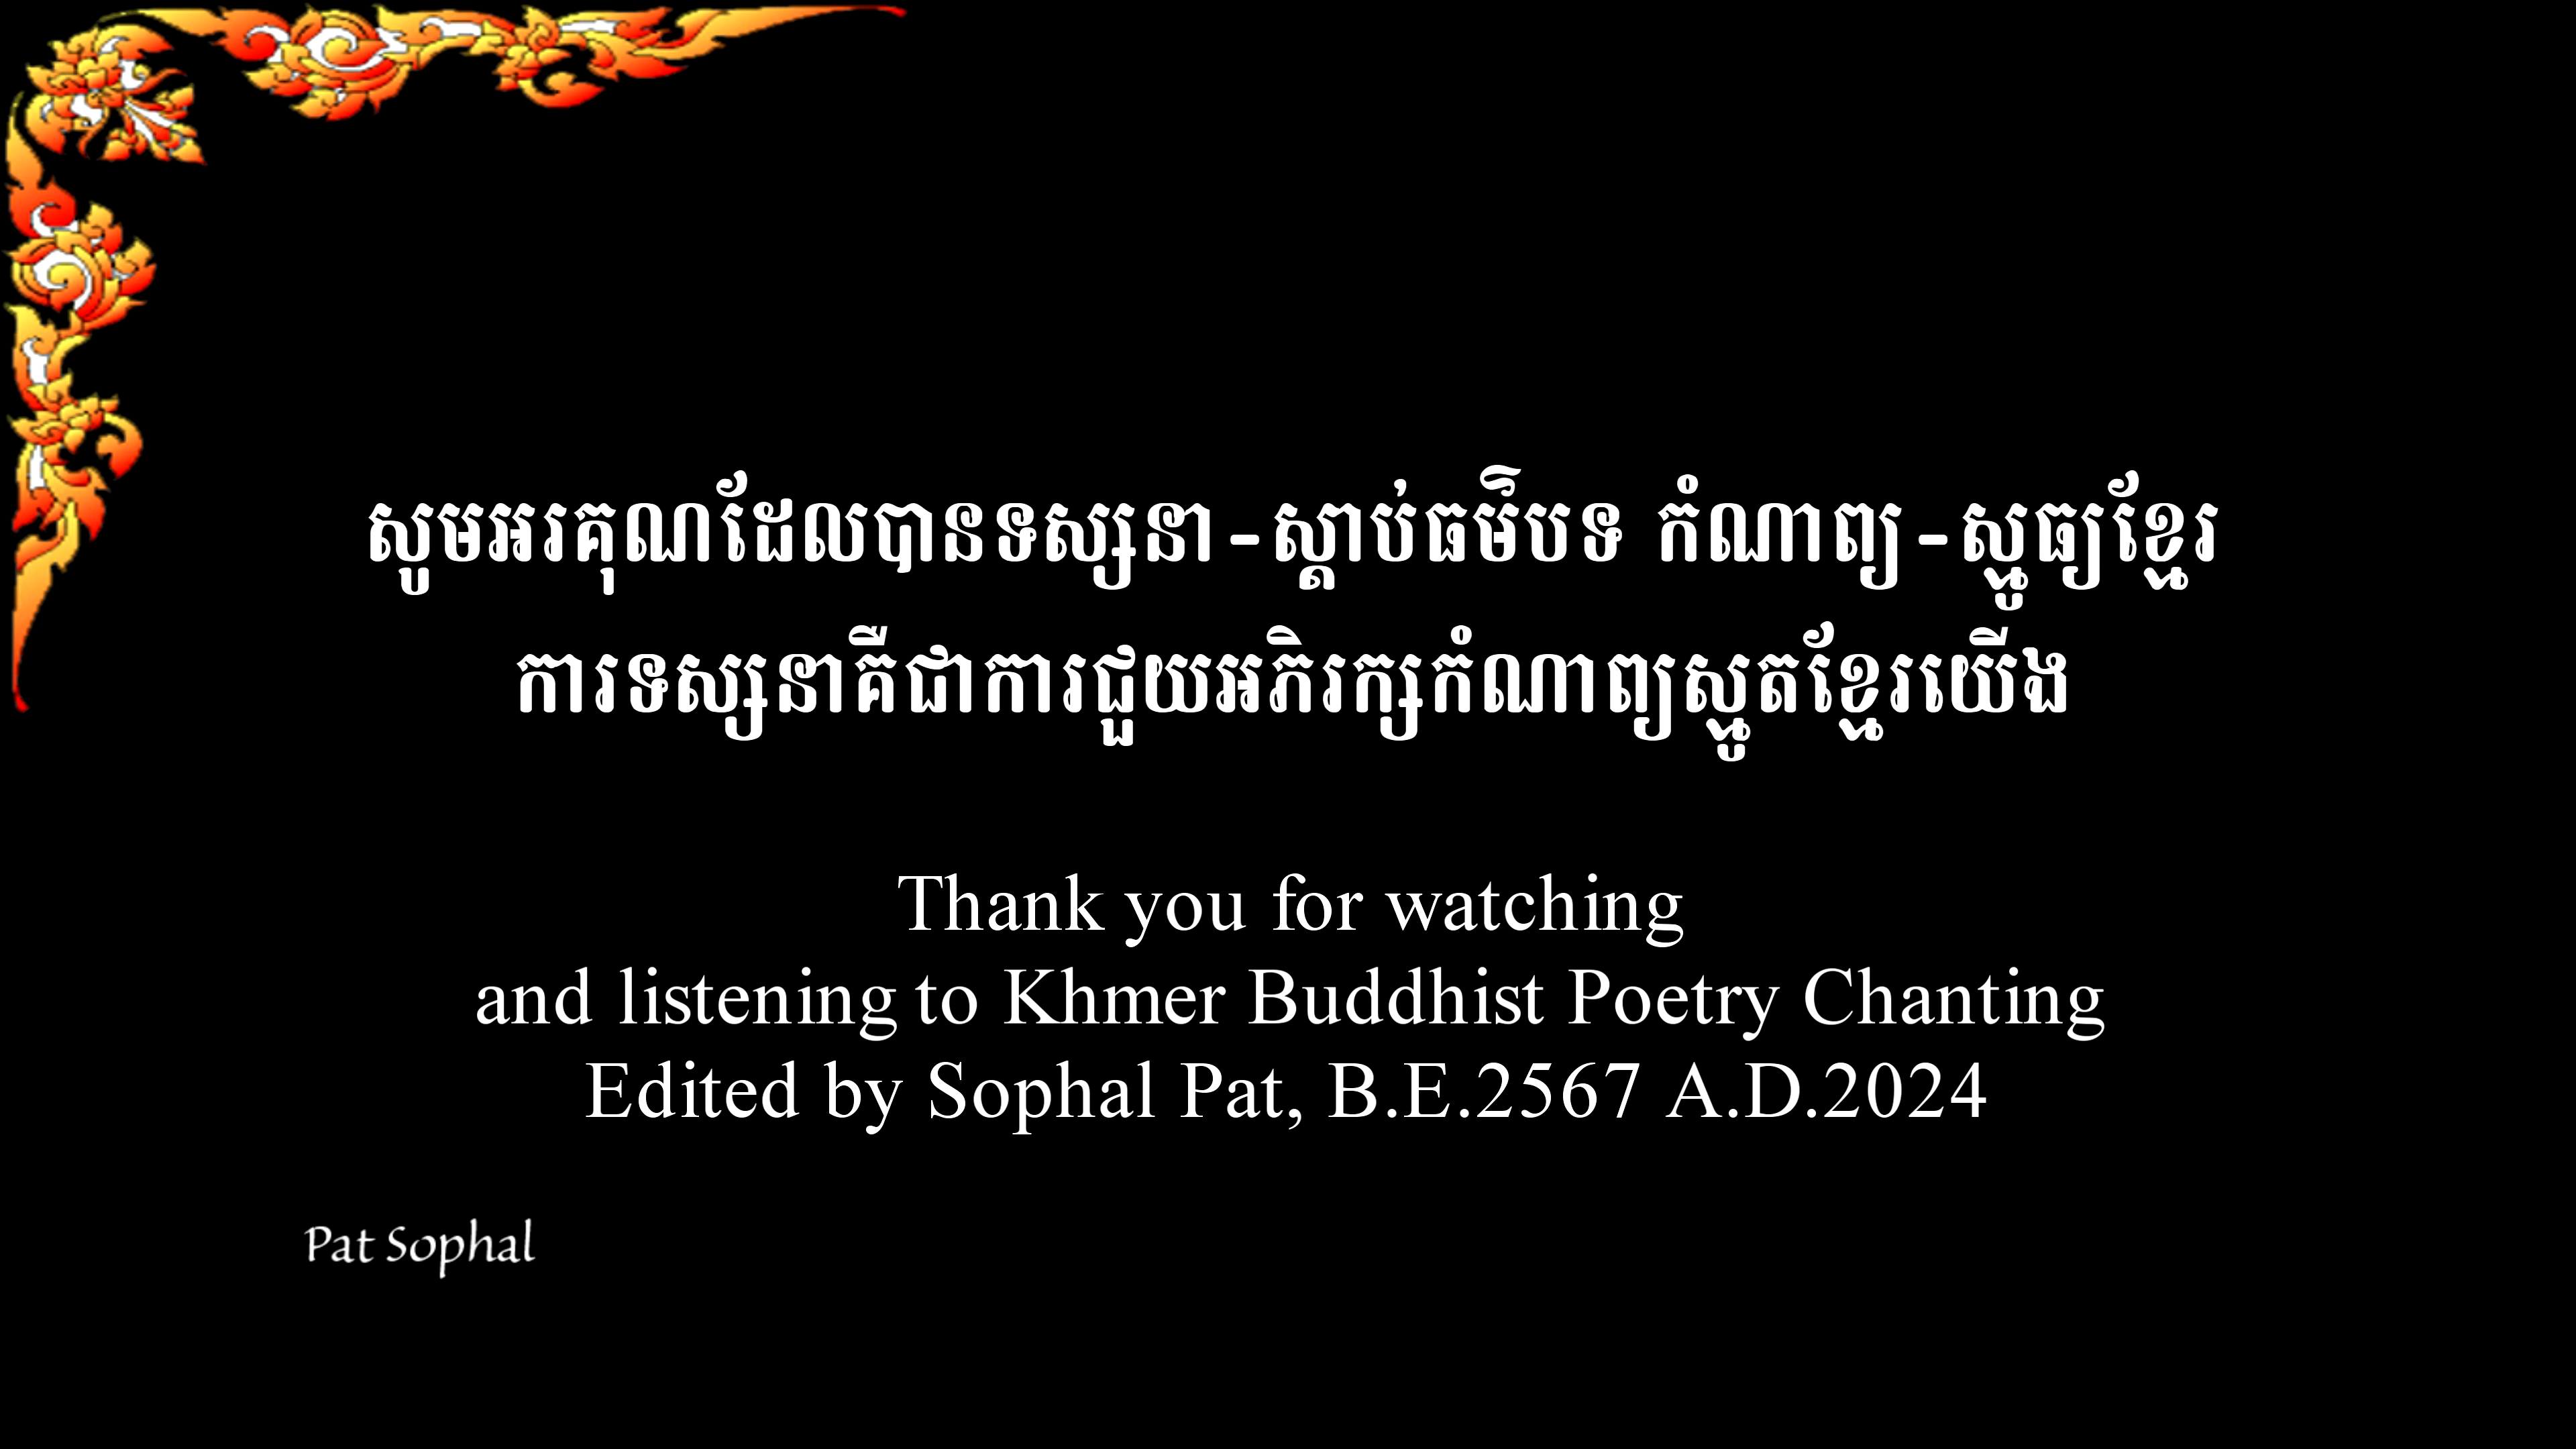 សូមអរគុណដែលបានទស្សនា-ស្តាប់ធម៌បទ កំណាព្យ-ស្មូធ្យខ្មែរ
ការទស្សនាគឺជាការជួយអភិរក្សកំណាព្យស្មូតខ្មែរយើង
Thank you for watching
and listening to Khmer Buddhist Poetry Chanting
Edited by Sophal Pat, B.E.2567 A.D.2024
Pat Sophal